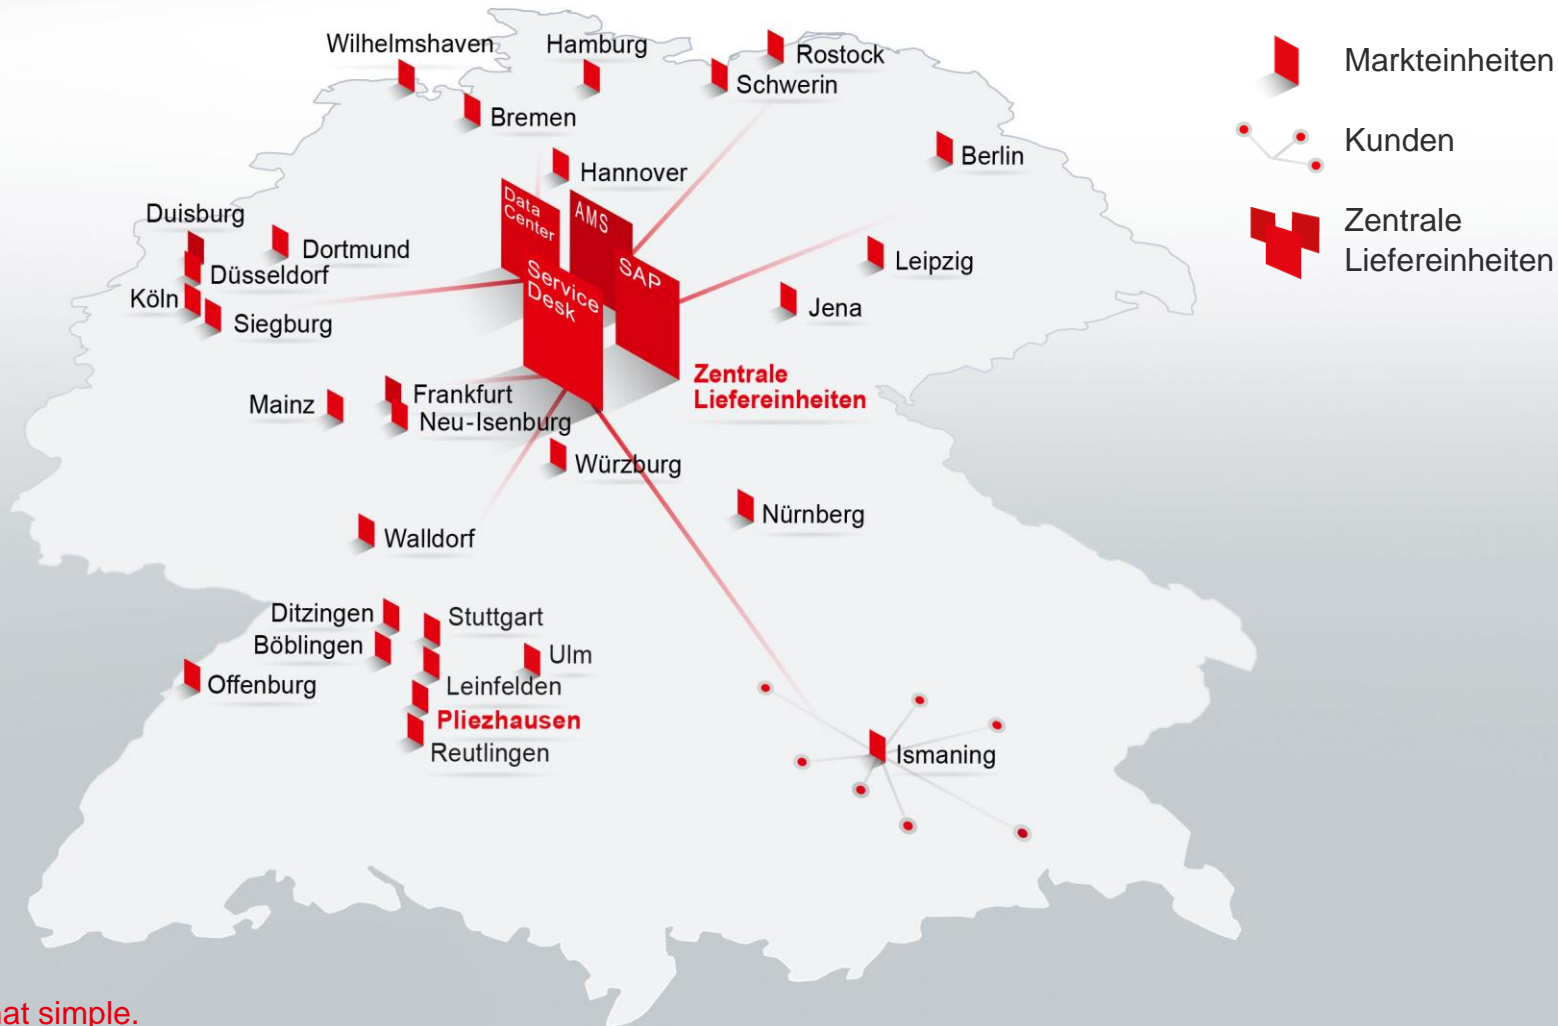 Wilhelmshaven
Hamburg
Rostock
Schwerin
Bremen
Berlin
Hannover
Duisburg
Dortmund
Düsseldorf
Köln
Siegburg
Leipzig
Jena
Data
Center
AMS
SAP
Service
Desk
Zentrale
Liefereinheiten
Mainz
Frankfurt
Neu-Isenburg
Würzburg
Nürnberg
Walldorf
Ditzingen
Stuttgart
Böblingen
Ulm
Offenburg
Leinfelden
Pliezhausen
Reutlingen
Ismaning
Markteinheiten
Kunden
Zentrale
Liefereinheiten
simple.